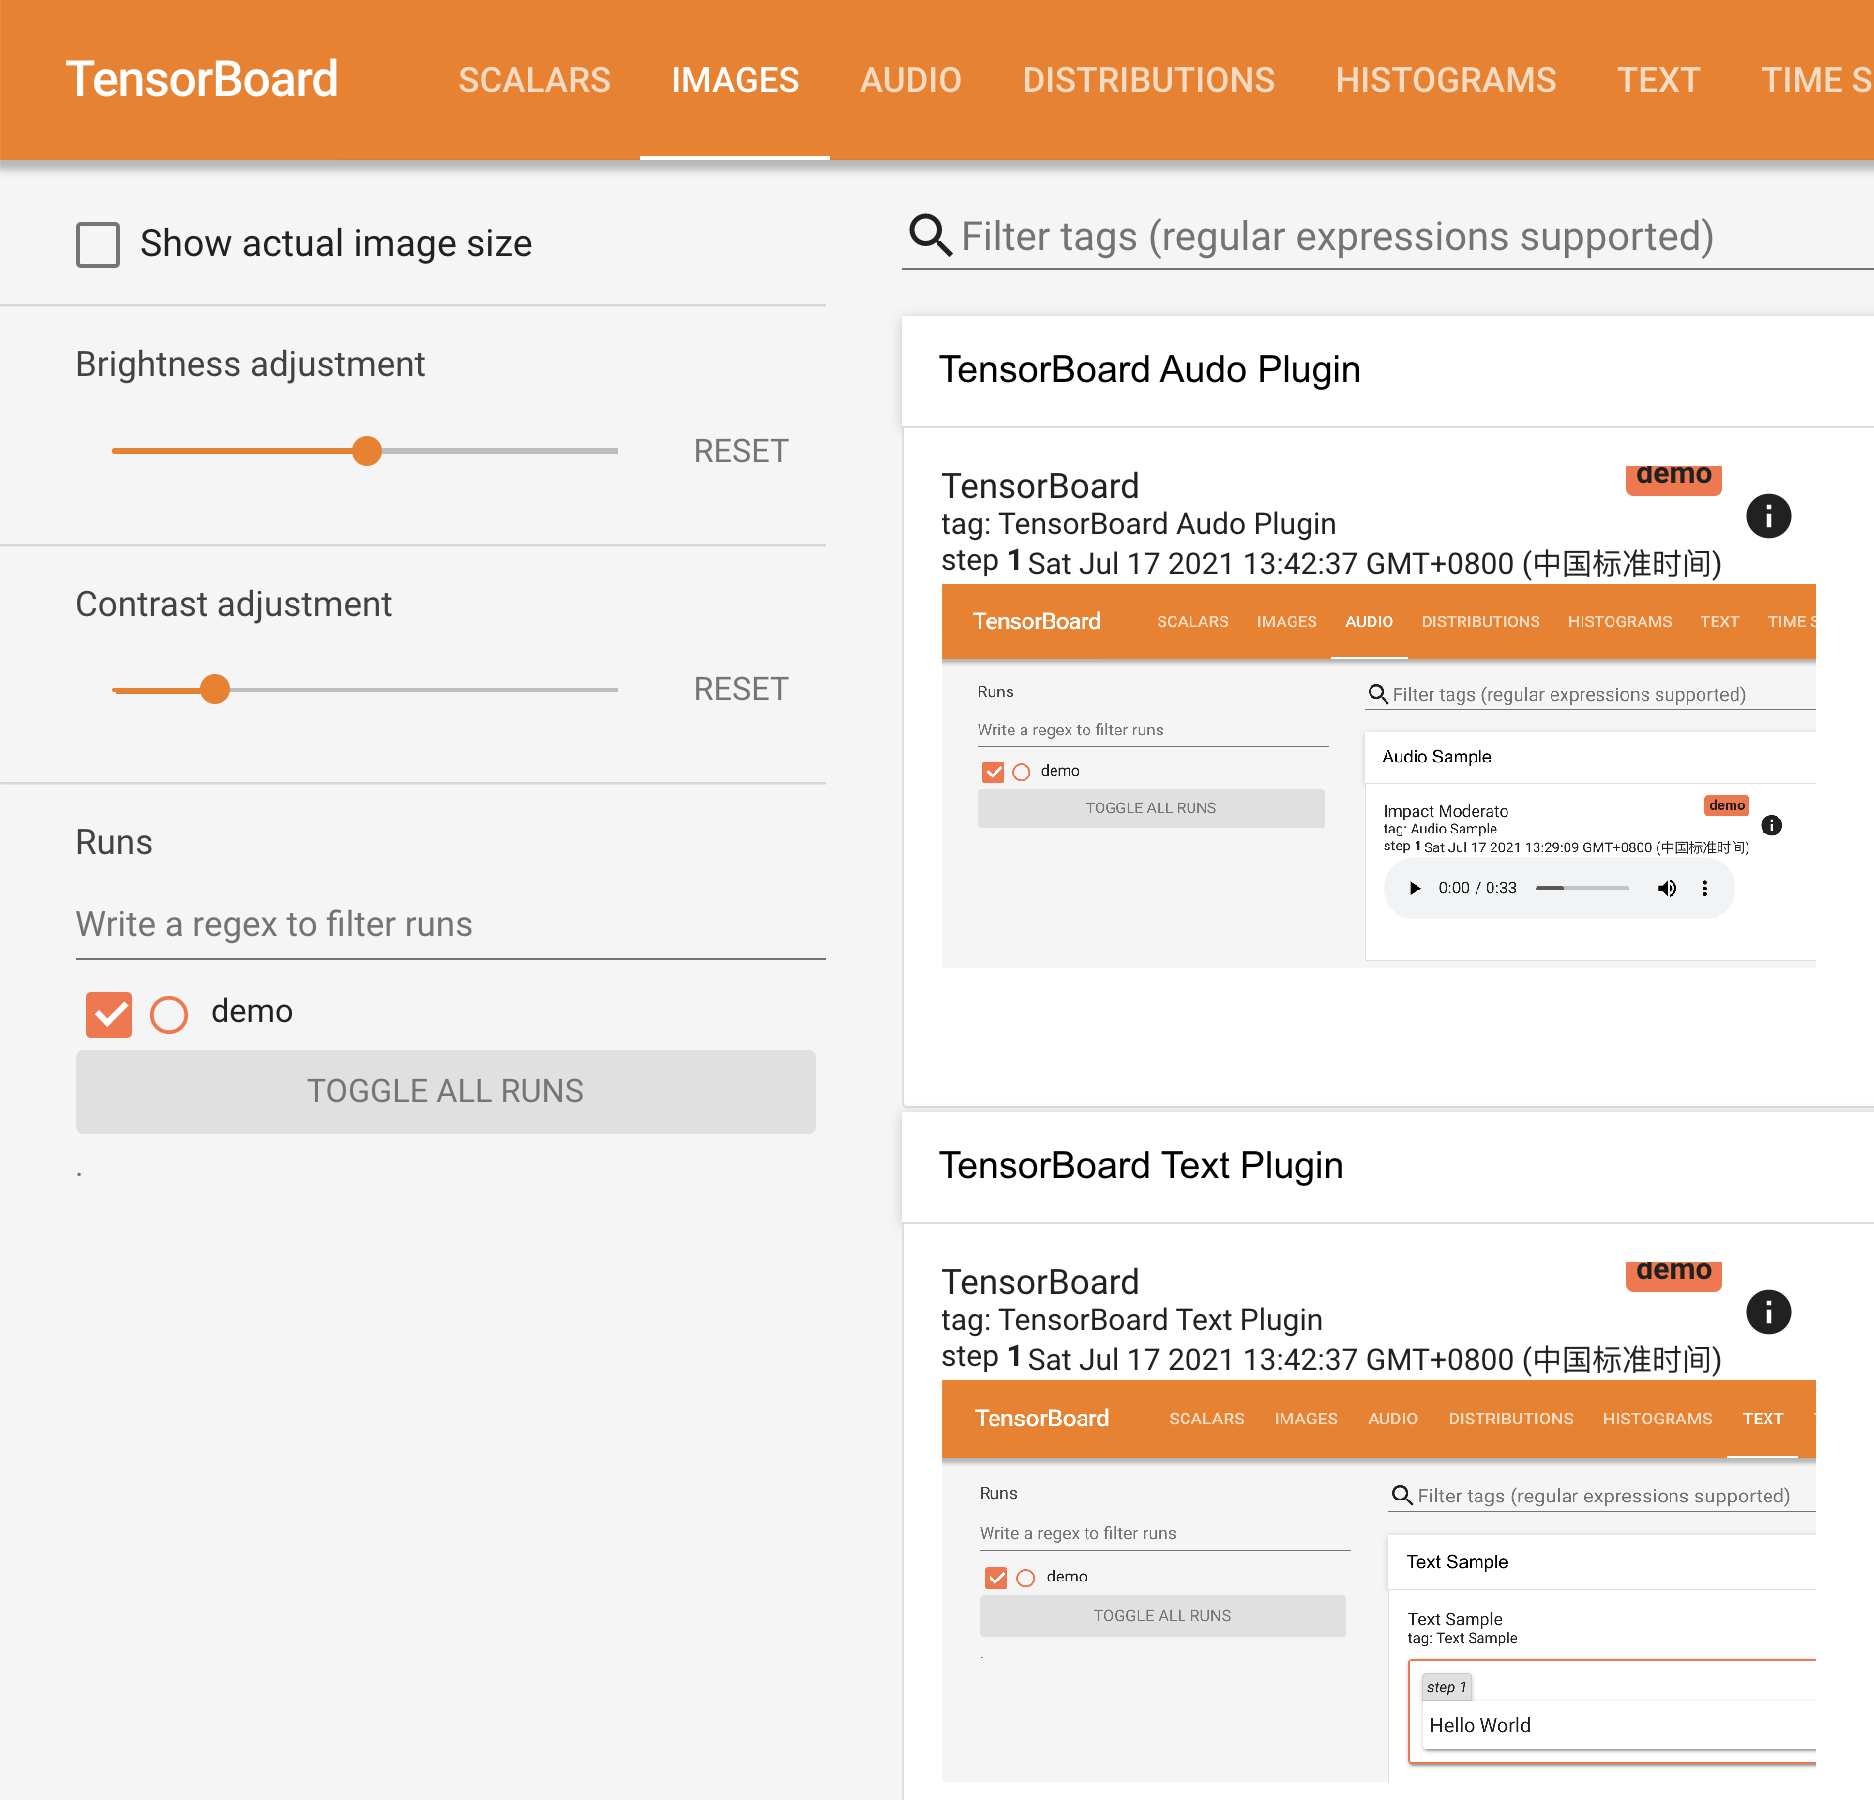 TensorBoard SCALARS IMAGES AUDIO DISTRIBUTIONS HISTOGRAMS TEXT TIME S
Show actual image size
Brightness adjustment
RESET
Contrast adjustment
RESET
Runs
Write a regex to filter runs
demo
TOGGLE ALL RUNS
.
Filter tags (regular expressions supported)
TensorBoard Audo Plugin
TensorBoard demo
tag: TensorBoard Audo Plugin
step 1 Sat Jul 17 2021 13:42:37 GMT+0800 (中国标准时间)
TensorBoard SCALARS IMAGES AUDIO DISTRIBUTIONS HISTOGRAMS TEXT TIME S
Runs
Write a regex to filter runs
demo
TOGGLE ALL RUNS
Filter tags (regular expressions supported)
Audio Sample
Impact Moderato demo
tag: Audio Sample
step 1 Sat Jul 17 2021 13:29:09 GMT+0800 (中国标准时间)
0:00 / 0:33
TensorBoard Text Plugin
TensorBoard demo
tag: TensorBoard Text Plugin
step 1 Sat Jul 17 2021 13:42:37 GMT+0800 (中国标准时间)
TensorBoard SCALARS IMAGES AUDIO DISTRIBUTIONS HISTOGRAMS TEXT
Runs
Write a regex to filter runs
demo
TOGGLE ALL RUNS
.
Filter tags (regular expressions supported)
Text Sample
Text Sample
tag: Text Sample
step 1
Hello World